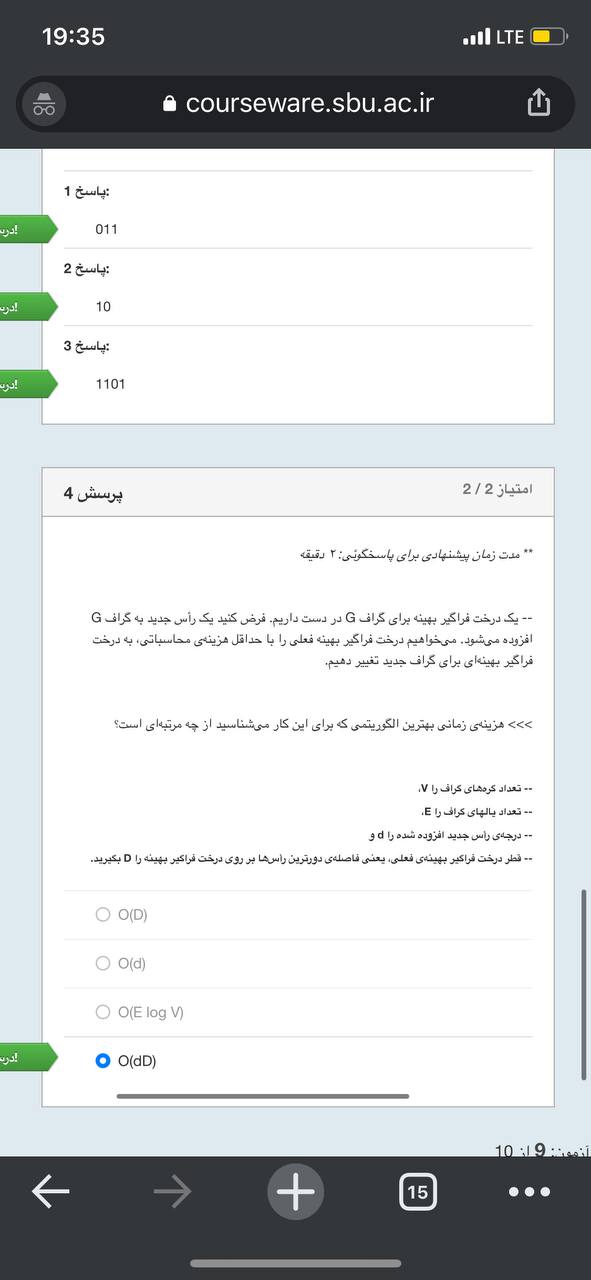 19:35
LTE
courseware.sbu.ac.ir
پاسخ 1:
011
پاسخ 2:
10
پاسخ 3:
1101
پرسش 4
امتیاز 2 / 2
** مدت زمان پیشنهادی برای پاسخگوئی: ۲ دقیقه
-- یک درخت فراگیر بهینه برای گراف G در دست داریم. فرض کنید یک رأس جدید به گراف G
افزوده می‌شود. می‌خواهیم درخت فراگیر بهینه فعلی را با حداقل هزینه‌ی محاسباتی، به درخت
فراگیر بهینه‌ای برای گراف جدید تغییر دهیم.
>>> هزینه‌ی زمانی بهترین الگوریتمی که برای این کار می‌شناسید از چه مرتبه‌ای است؟
-- تعداد گره‌های گراف را V،
-- تعداد یالهای گراف را E،
-- درجه‌ی رأس جدید افزوده شده را d و
-- قطر درخت فراگیر بهینه‌ی فعلی، یعنی فاصله‌ی دورترین رأس‌ها بر روی درخت فراگیر بهینه را D بگیرید.
O(D)
O(d)
O(E log V)
O(dD)
آزمون: 9 از 10
15